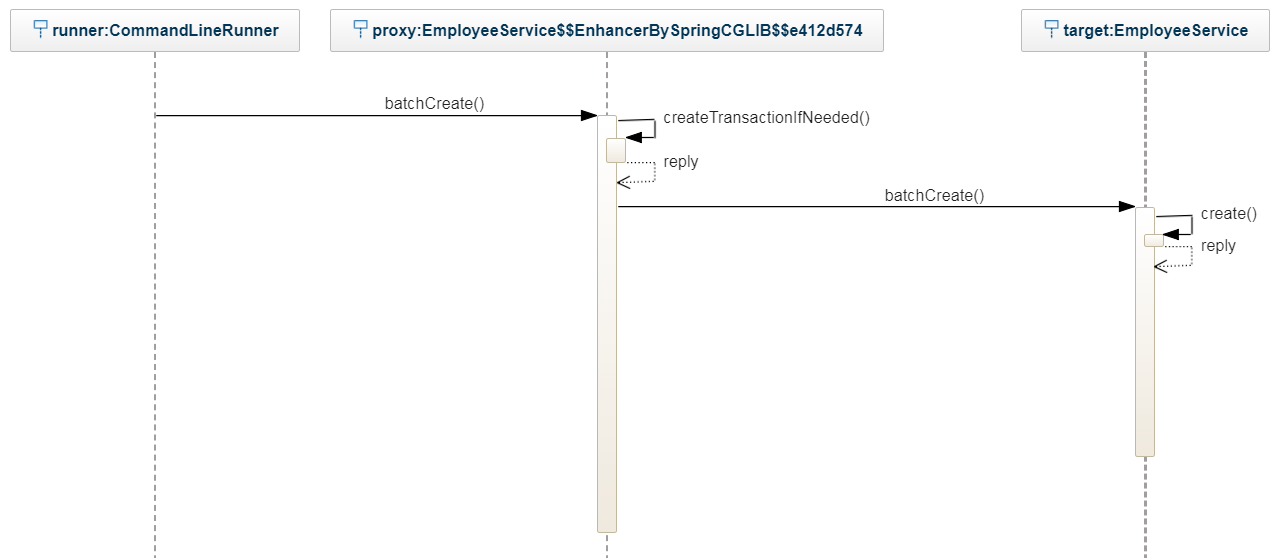 runner:CommandLineRunner
proxy:EmployeeService$$EnhancerBySpringCGLIB$$e412d574
target:EmployeeService
batchCreate()
createTransactionIfNeeded()
reply
batchCreate()
create()
reply